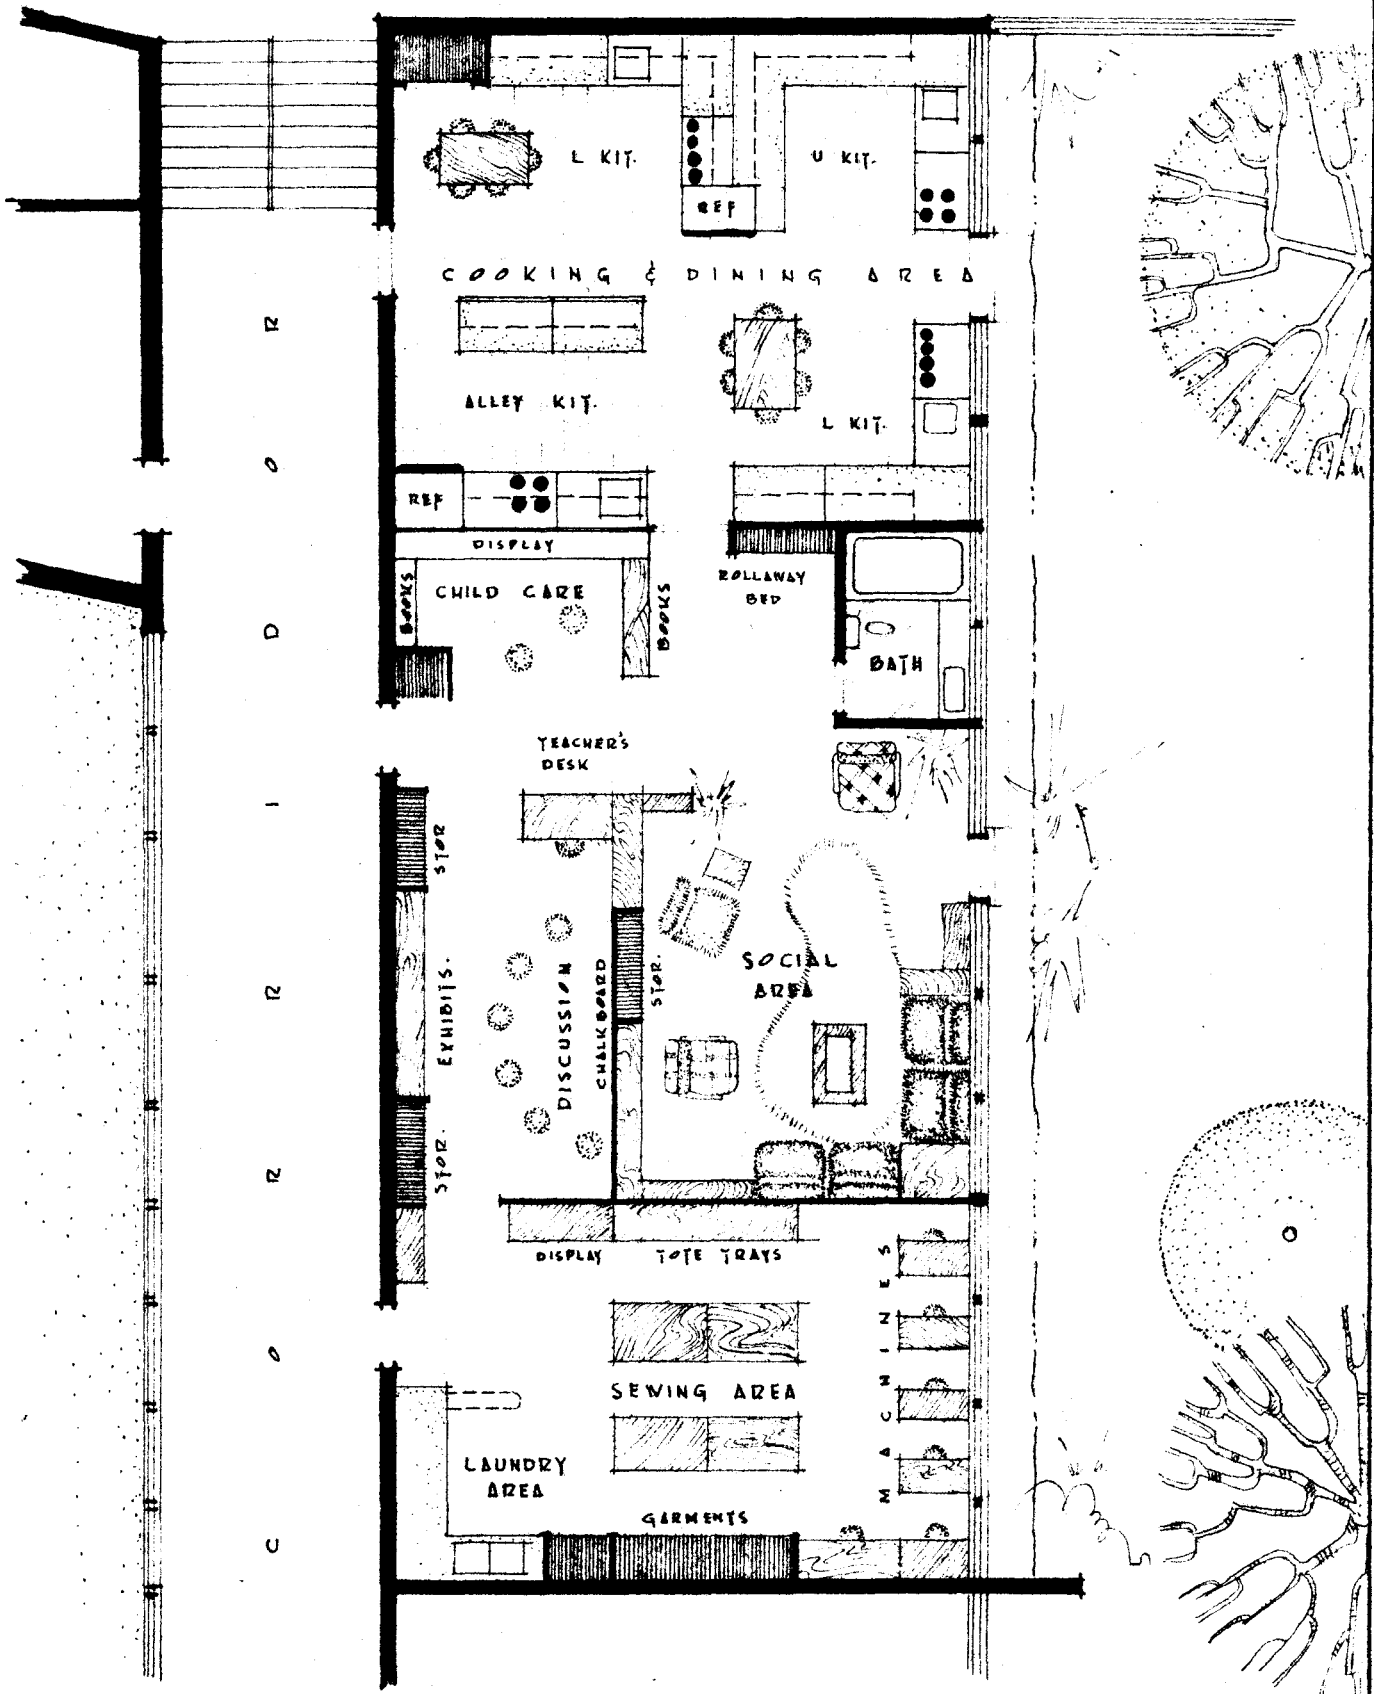 L KIT.
U KIT.
REF
COOKING & DINING AREA
ALLEY KIT.
L KIT.
REF
DISPLAY
BOOKS
CHILD CARE
BOOKS
ROLLAWAY
BED
BATH
TEACHER'S
DESK
STOR
EXHIBITS.
STOR.
DISCUSSION
CHALKBOARD
STOR.
SOCIAL
AREA
DISPLAY
TOTE TRAYS
MACHINES
SEWING AREA
LAUNDRY
AREA
GARMENTS
CORRIDOR